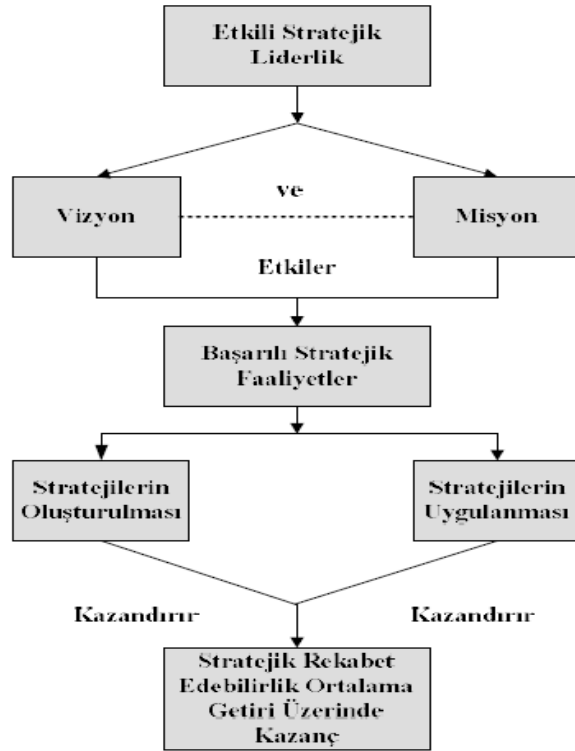 Etkili Stratejik
Liderlik
ve
Vizyon
Misyon
Etkiler
Başarılı Stratejik
Faaliyetler
Stratejilerin
Oluşturulması
Stratejilerin
Uygulanması
Kazandırır
Kazandırır
Stratejik Rekabet
Edebilirlik Ortalama
Getiri Üzerinde
Kazanç